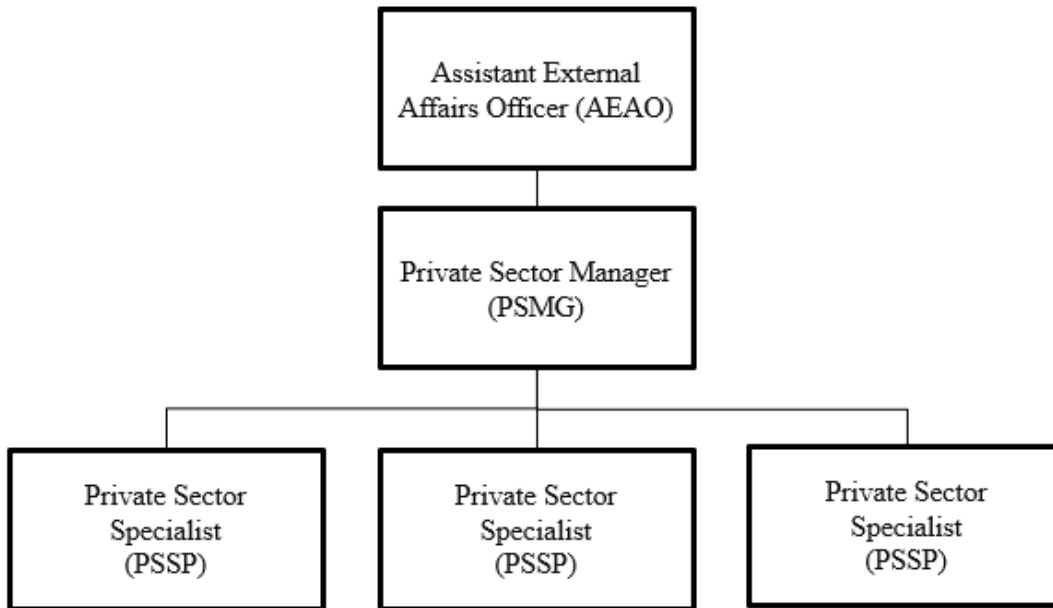 Assistant External
Affairs Officer (AEAO)
Private Sector Manager
(PSMG)
Private Sector
Specialist
(PSSP)
Private Sector
Specialist
(PSSP)
Private Sector
Specialist
(PSSP)